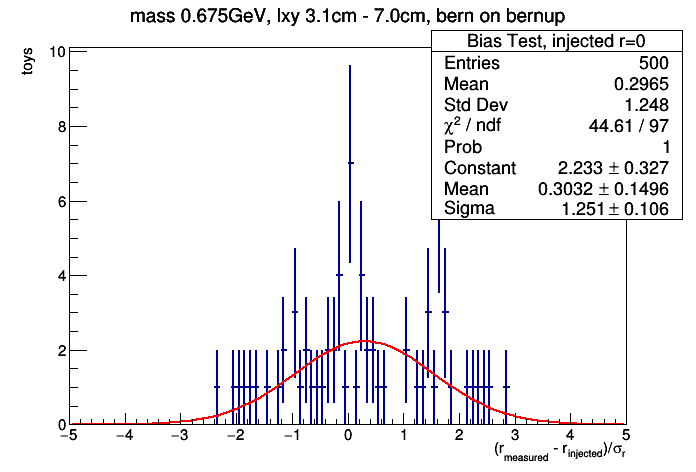 mass 0.675GeV, lxy 3.1cm - 7.0cm, bern on bernup
Bias Test, injected r=0
Entries 500
Mean 0.2965
Std Dev 1.248
χ² / ndf 44.61 / 97
Prob 1
Constant 2.233 ± 0.327
Mean 0.3032 ± 0.1496
Sigma 1.251 ± 0.106
toys
10
8
6
4
2
0
−5 −4 −3 −2 −1 0 1 2 3 4 5
(r_measured - r_injected)/σ_r